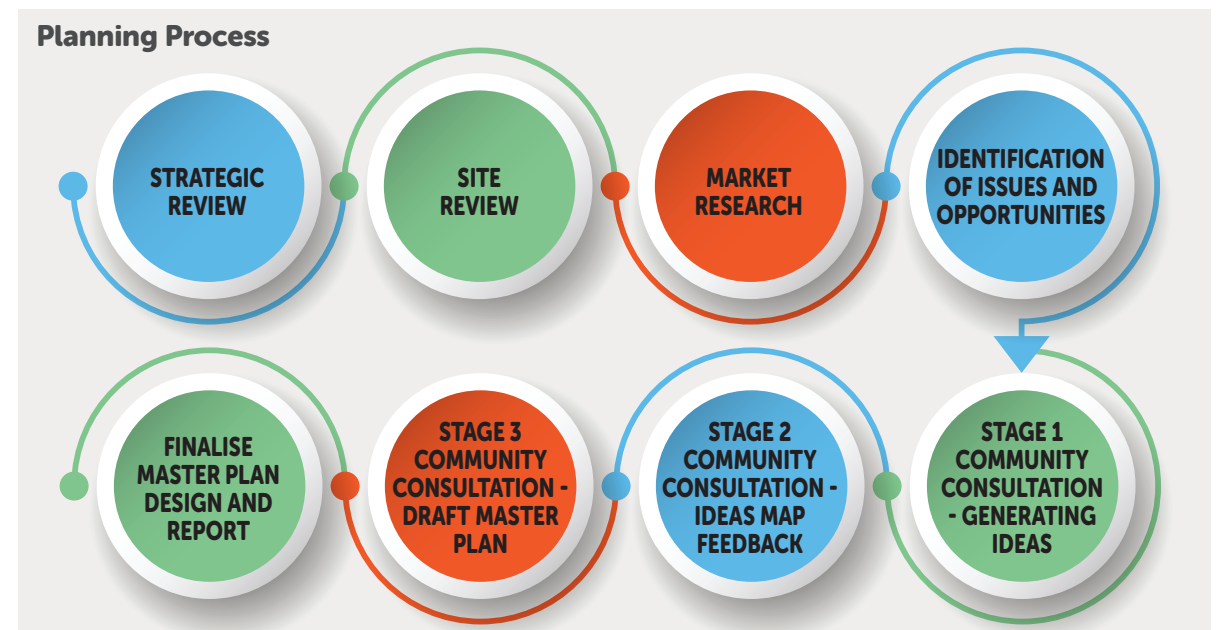 Planning Process
STRATEGIC
REVIEW
SITE
REVIEW
MARKET
RESEARCH
IDENTIFICATION
OF ISSUES AND
OPPORTUNITIES
STAGE 1
COMMUNITY
CONSULTATION
- GENERATING
IDEAS
STAGE 2
COMMUNITY
CONSULTATION -
IDEAS MAP
FEEDBACK
STAGE 3
COMMUNITY
CONSULTATION -
DRAFT MASTER
PLAN
FINALISE
MASTER PLAN
DESIGN AND
REPORT